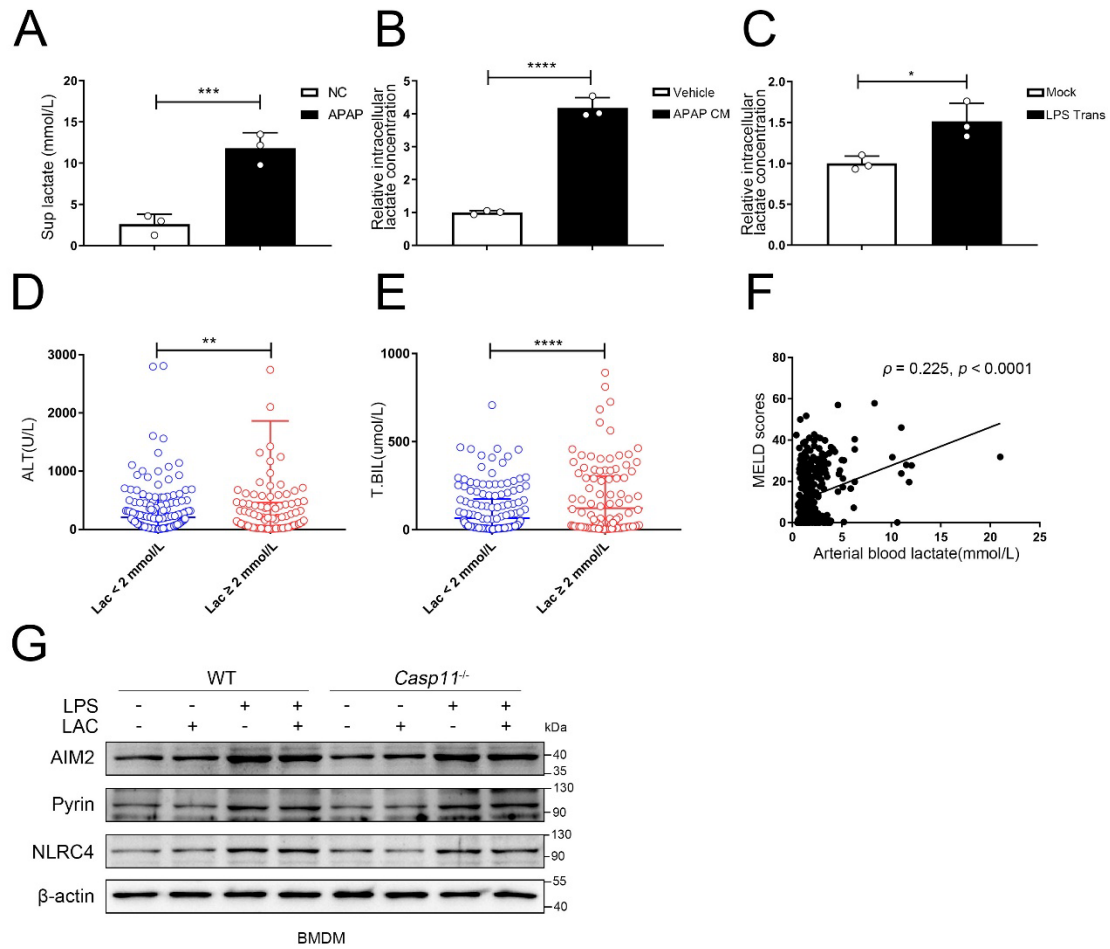 A
Sup lactate (mmol/L)
20
15
10
5
0
***
NC
APAP
B
Relative intracellular
lactate concentration
5
4
3
2
1
0
****
Vehicle
APAP CM
C
Relative intracellular
lactate concentration
2.0
1.5
1.0
0.5
0.0
*
Mock
LPS Trans
D
ALT(U/L)
3000
2000
1000
0
**
Lac < 2 mmol/L
Lac ≥ 2 mmol/L
E
T.BIL(umol/L)
1000
500
0
****
Lac < 2 mmol/L
Lac ≥ 2 mmol/L
F
MELD scores
80
60
40
20
0
ρ = 0.225, p < 0.0001
0 5 10 15 20 25
Arterial blood lactate(mmol/L)
G
WT Casp11-/-
LPS - - + + - - + +
LAC - + - + - + - + kDa
AIM2 40
35
Pyrin 130
90
NLRC4 130
90
β-actin 55
40
BMDM